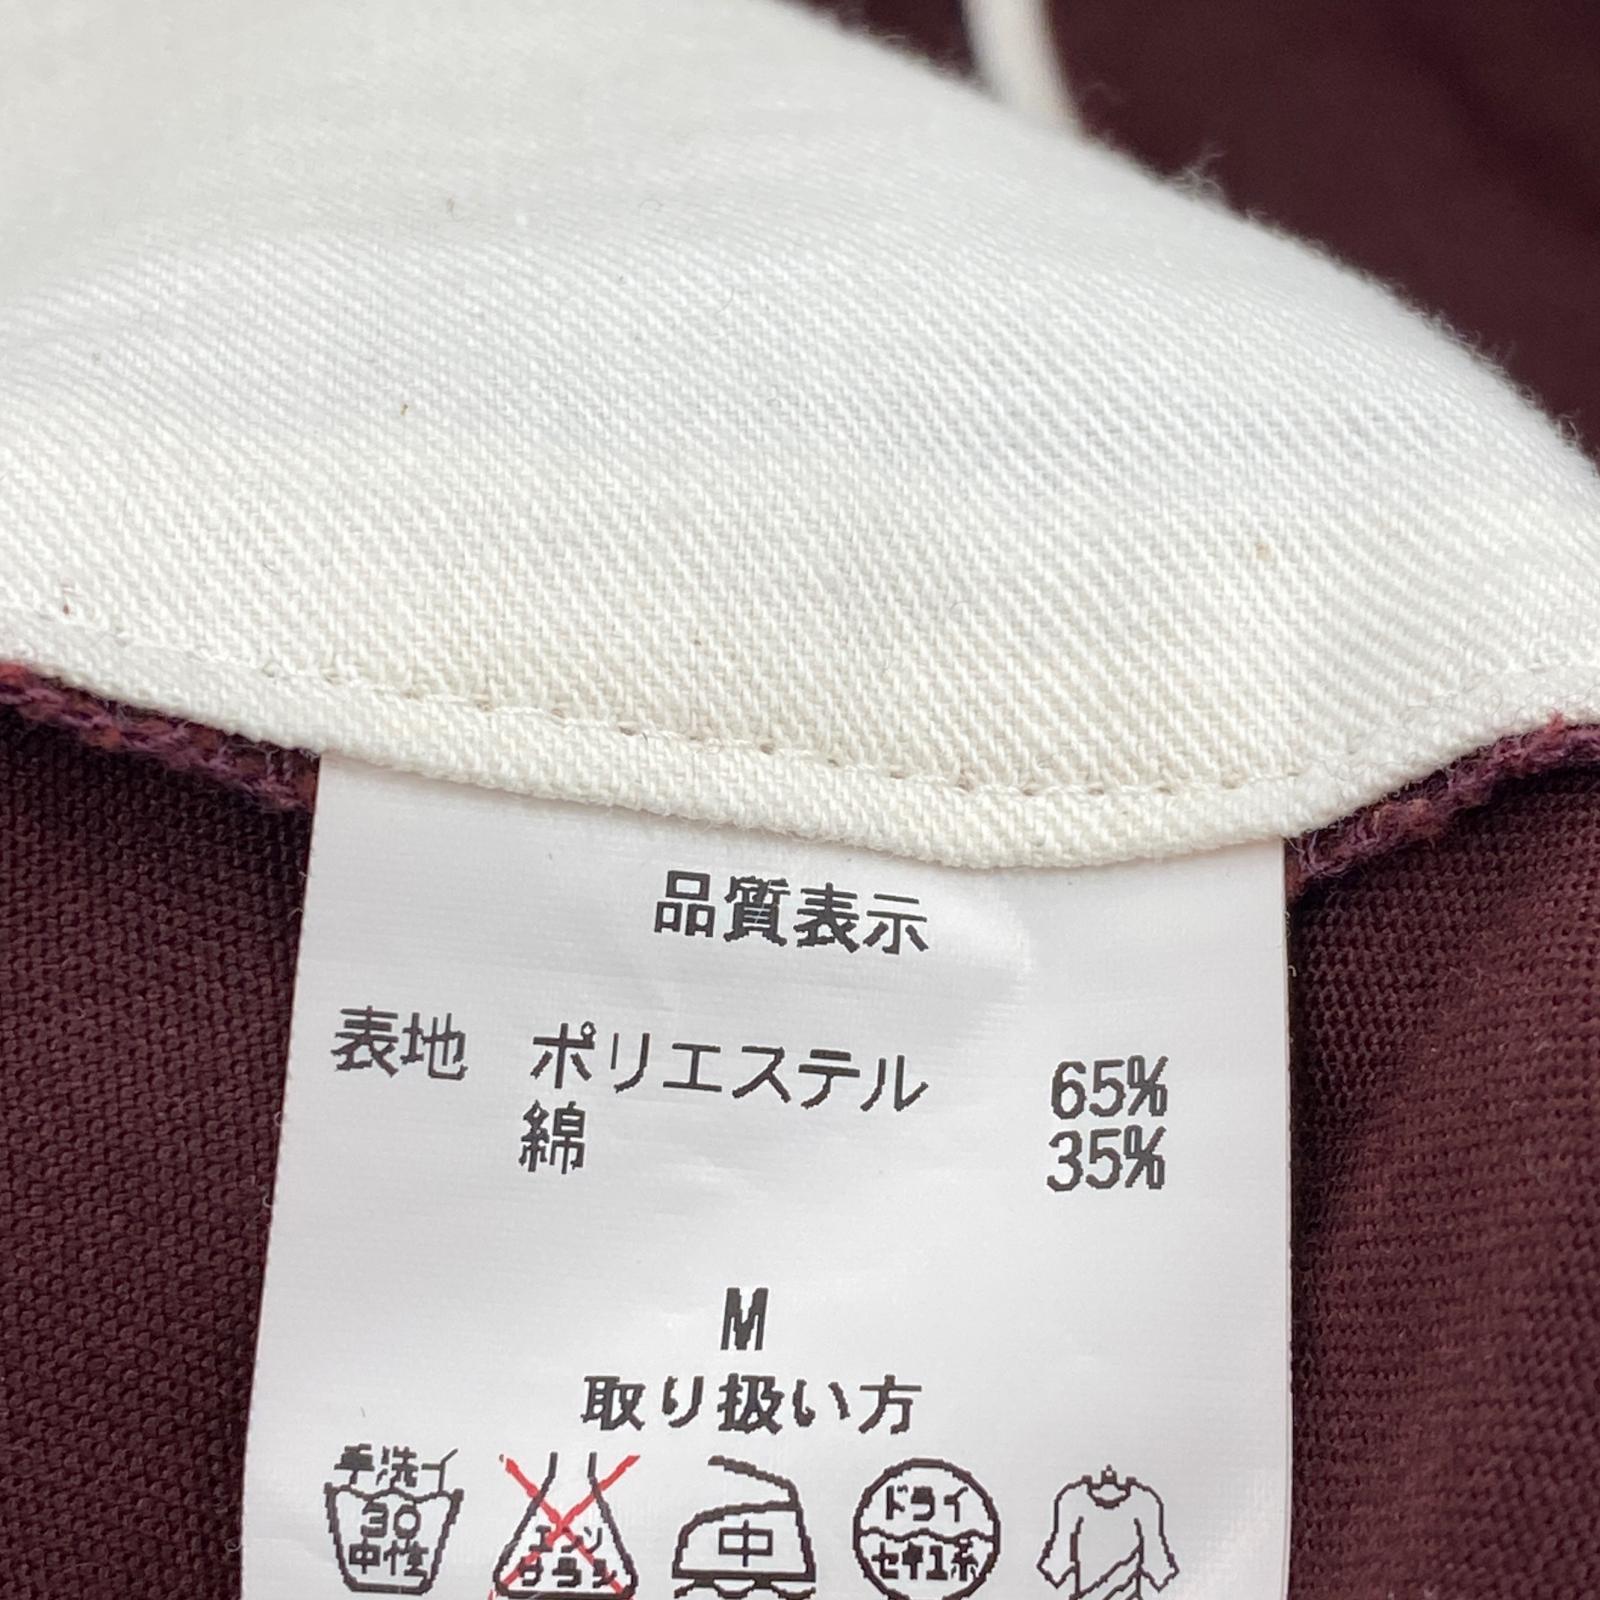 品質表示
表地 ポリエステル 65%
綿 35%
M
取り扱い方
手洗イ 30 中性
エンソ サラシ
中
ドライ セキユ系